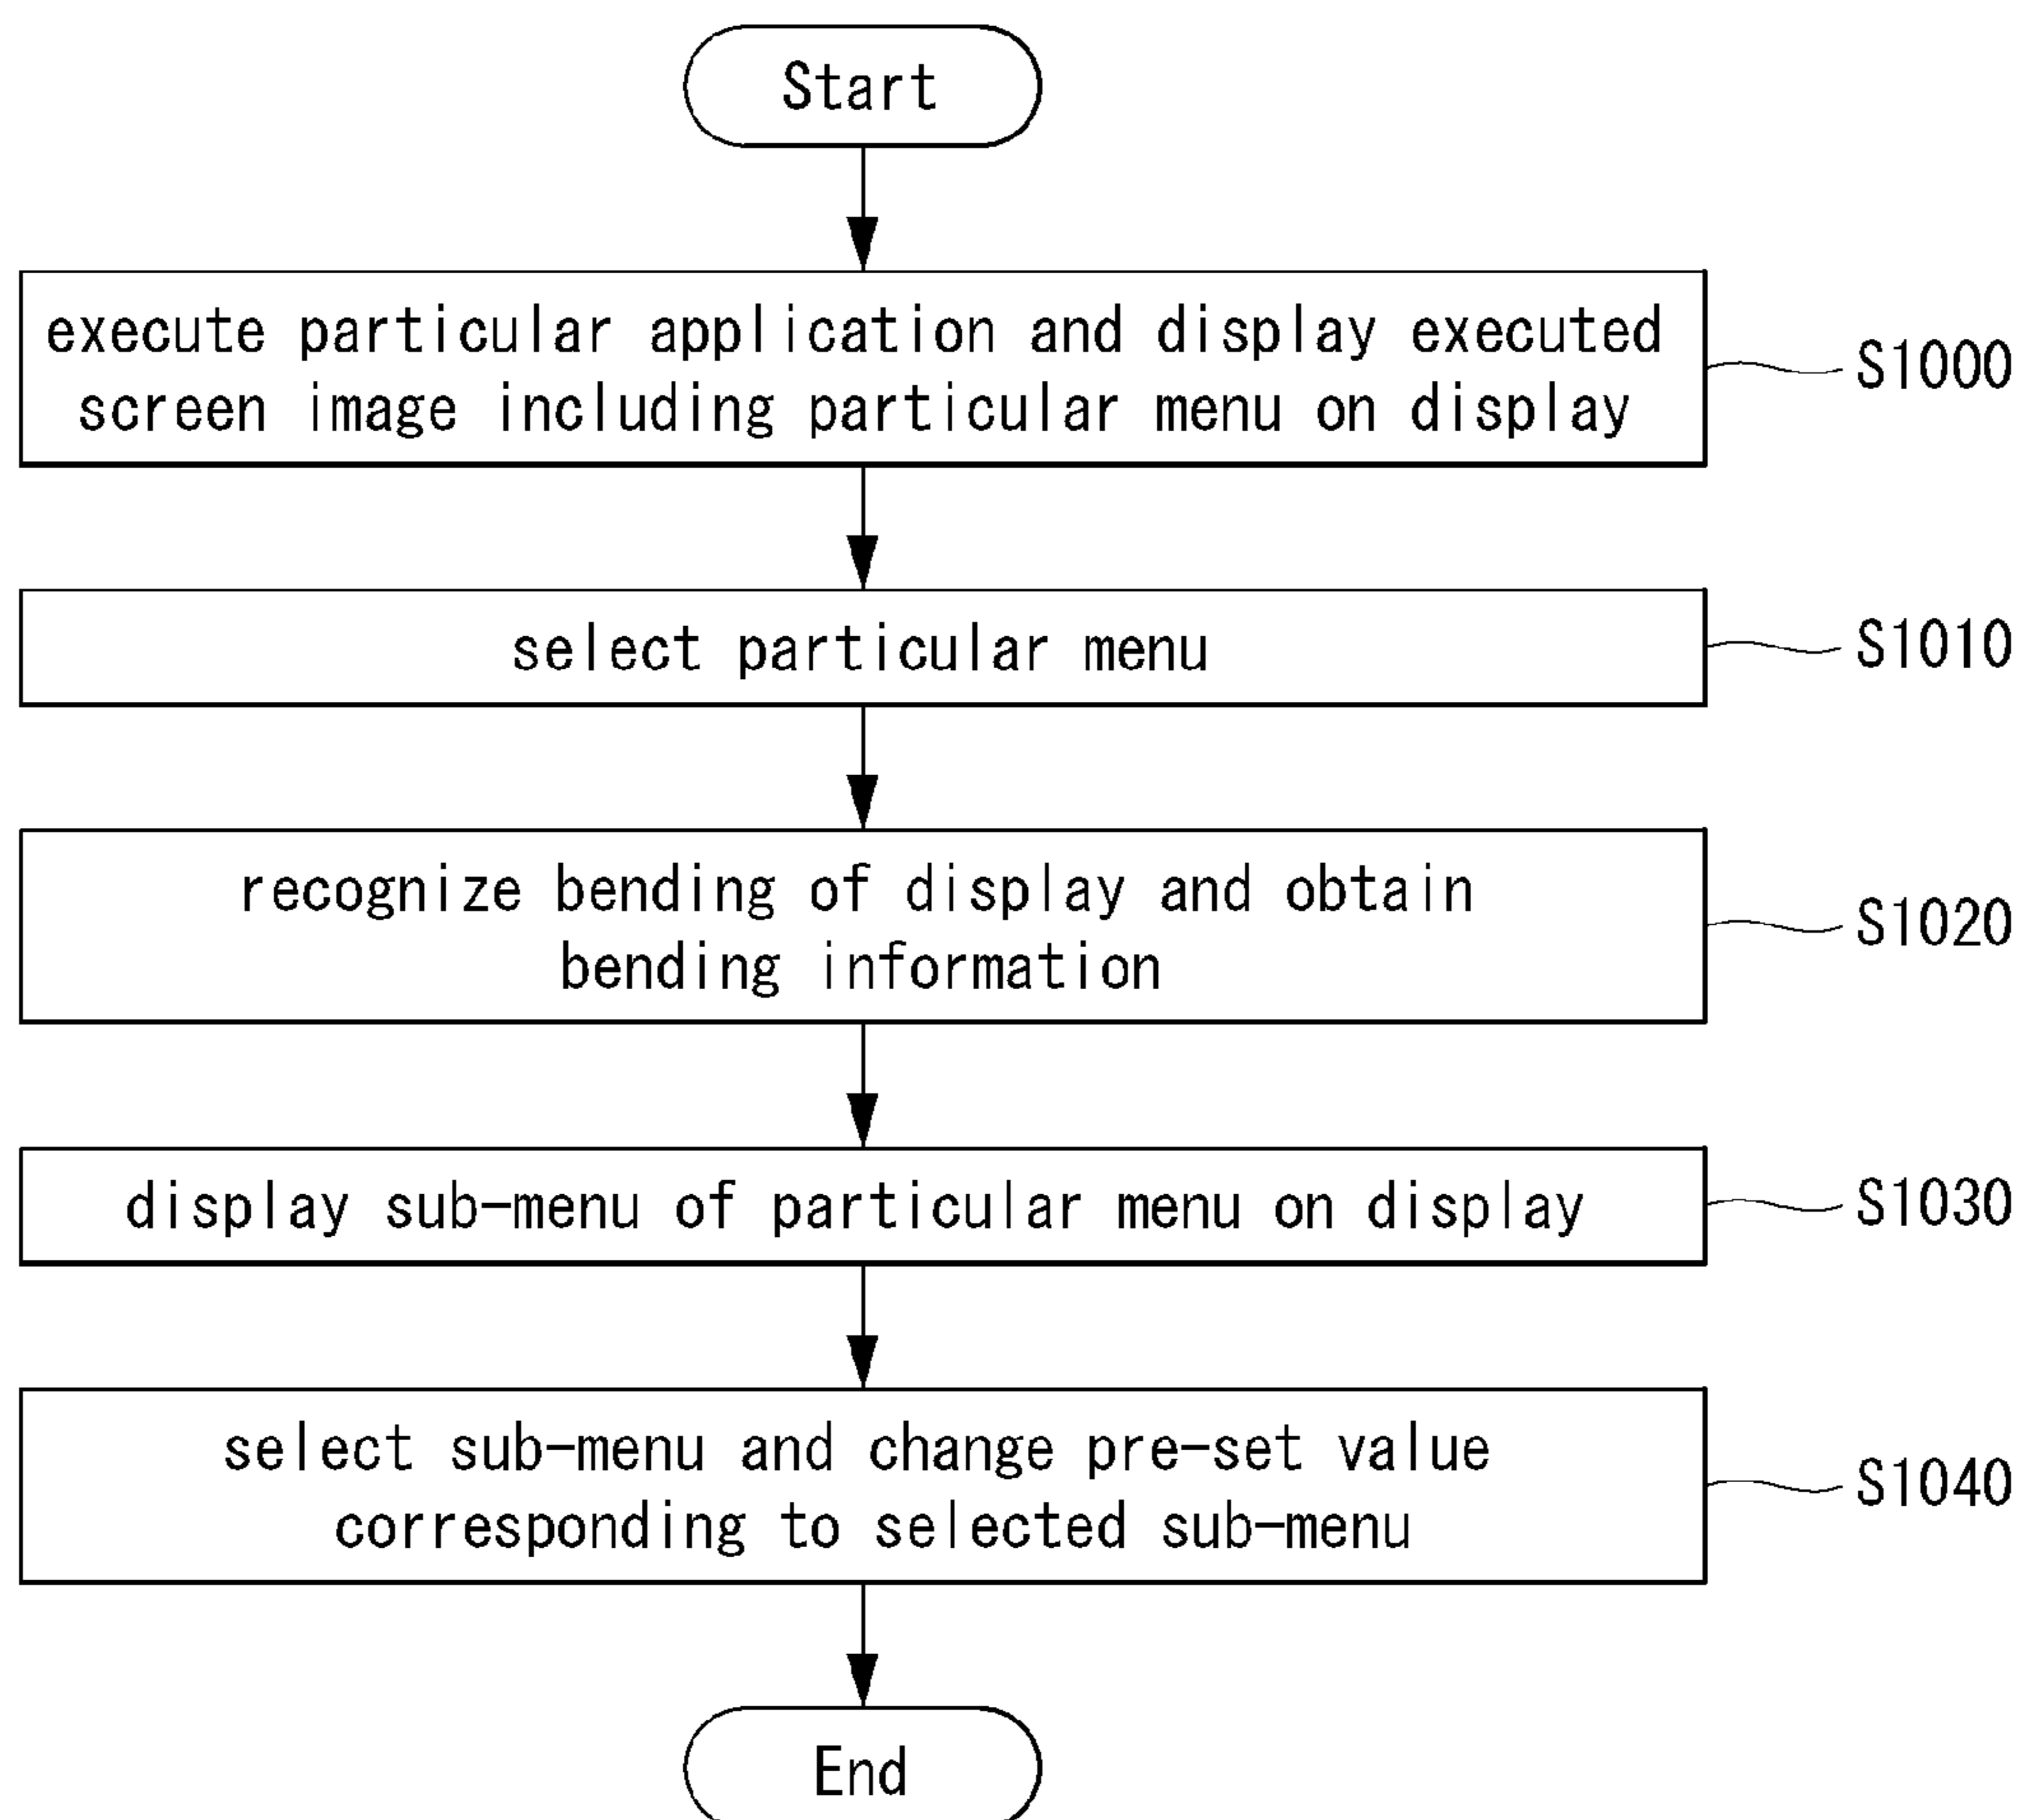 Start
execute particular application and display executed
screen image including particular menu on display
S1000
select particular menu
S1010
recognize bending of display and obtain
bending information
S1020
display sub-menu of particular menu on display
S1030
select sub-menu and change pre-set value
corresponding to selected sub-menu
S1040
End